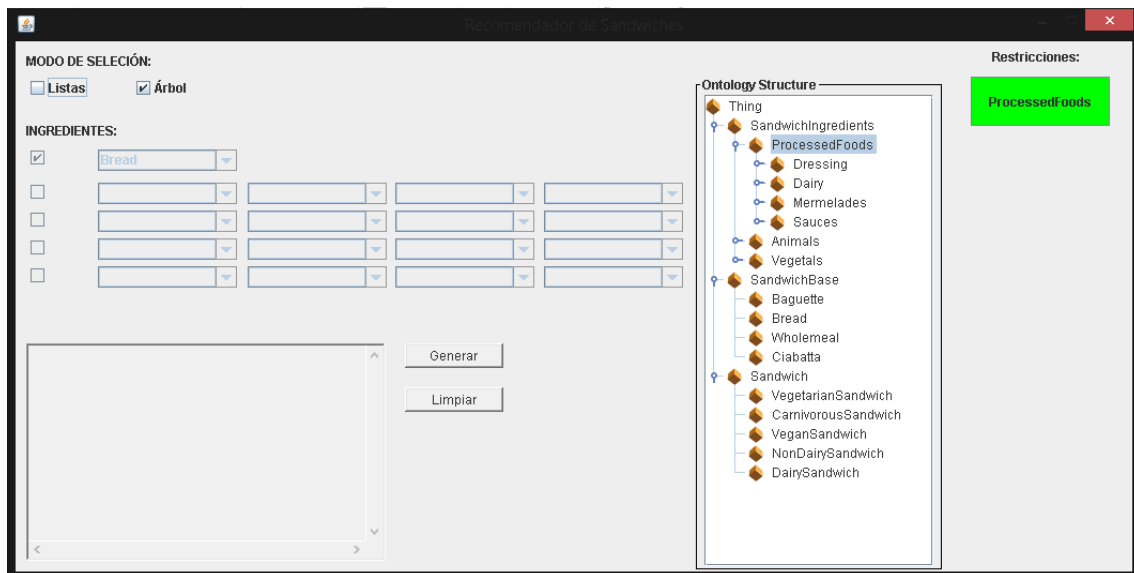 Recomendador de Sandwiches
MODO DE SELECIÓN:
Listas
Árbol
INGREDIENTES:
Bread
Generar
Limpiar
Ontology Structure
Thing
SandwichIngredients
ProcessedFoods
Dressing
Dairy
Mermelades
Sauces
Animals
Vegetals
SandwichBase
Baguette
Bread
Wholemeal
Ciabatta
Sandwich
VegetarianSandwich
CarnivorousSandwich
VeganSandwich
NonDairySandwich
DairySandwich
Restricciones:
ProcessedFoods